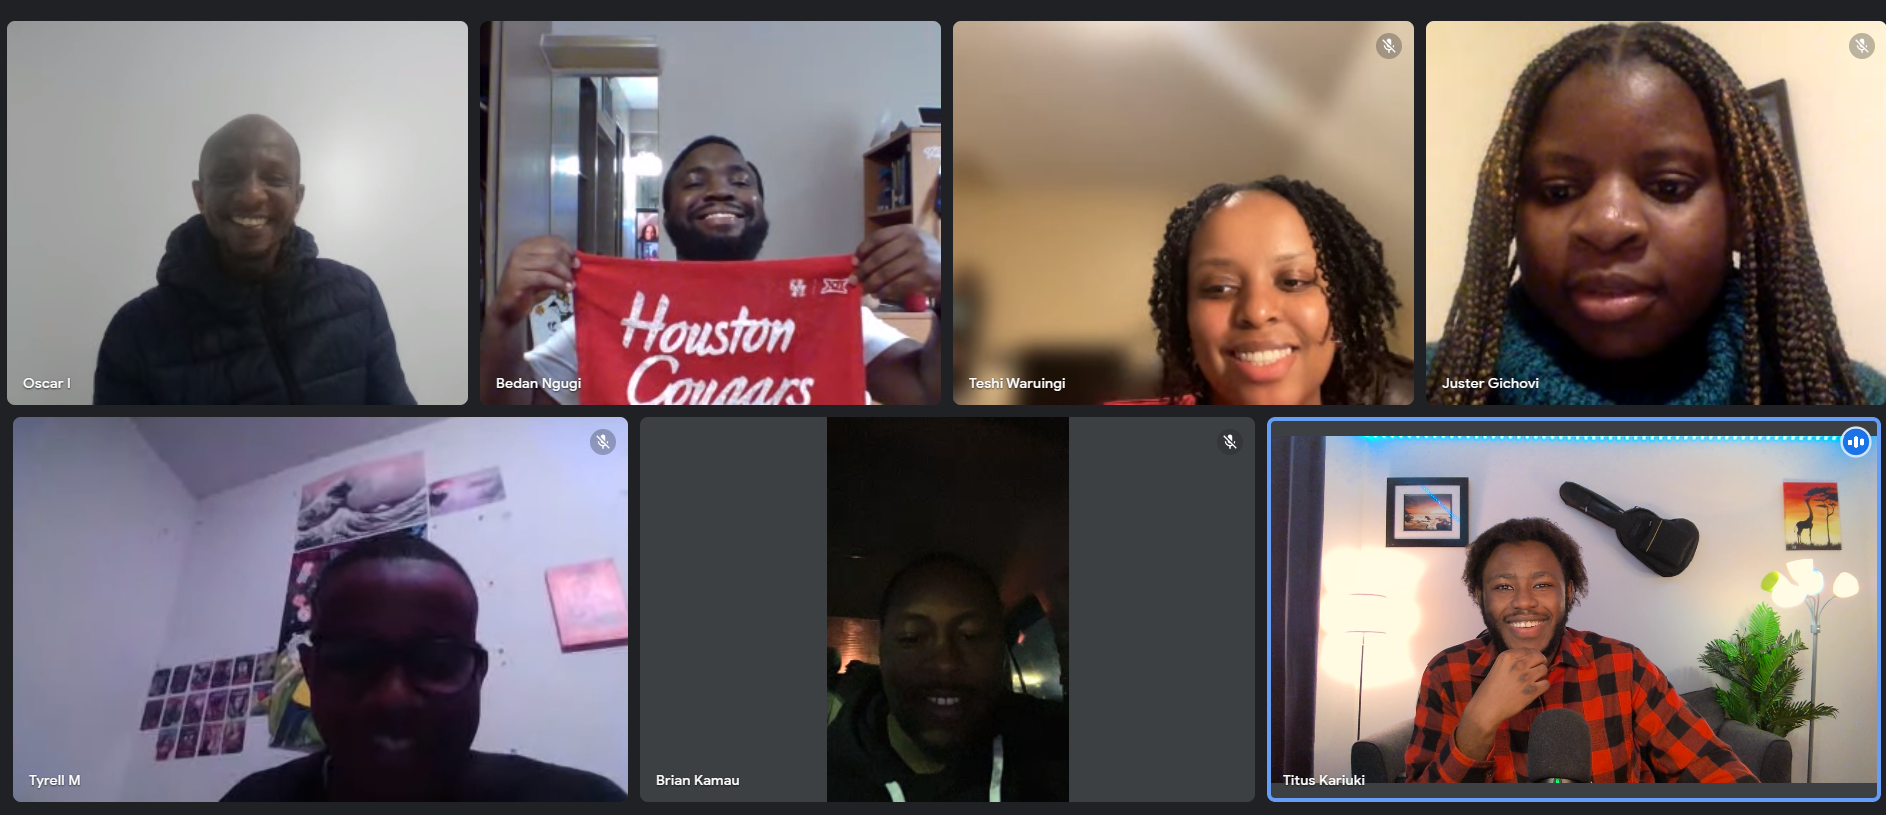 Houston
Cougars
Oscar I
Bedan Ngugi
Teshi Waruingi
Juster Gichovi
Tyrell M
Brian Kamau
Titus Kariuki